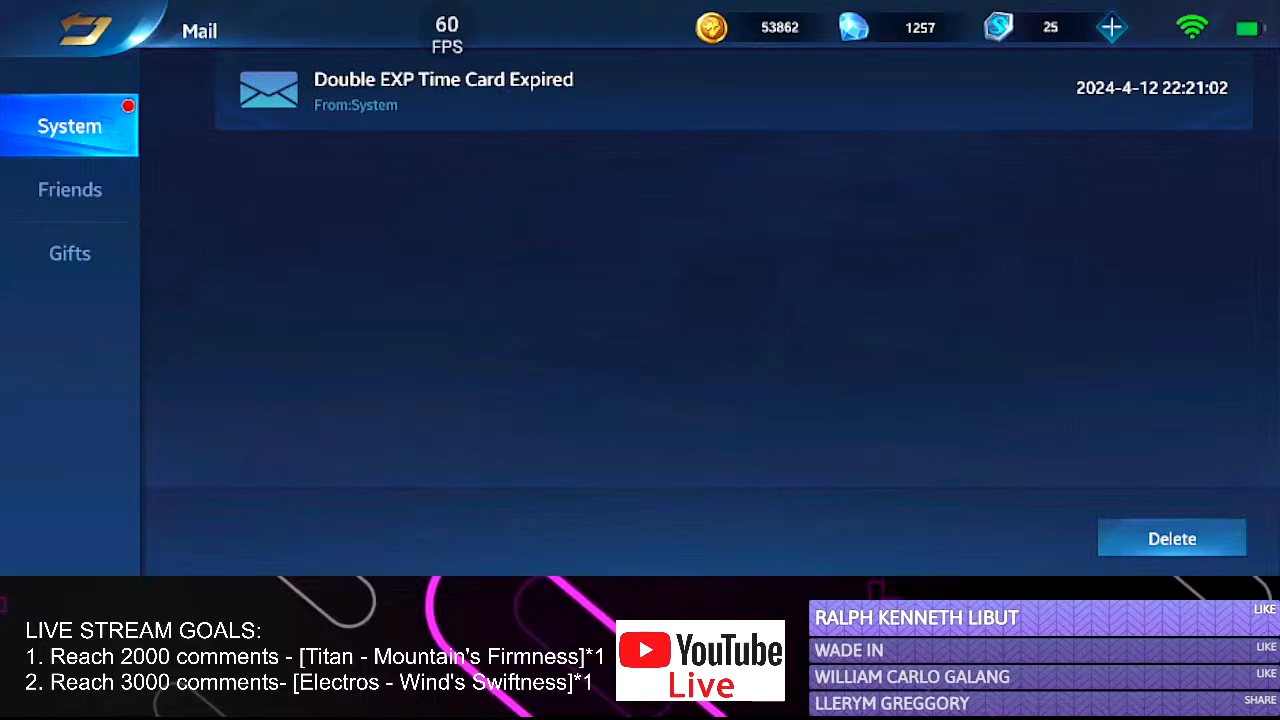 Mail
60
FPS
53862
1257
25
Double EXP Time Card Expired
From:System
2024-4-12 22:21:02
System
Friends
Gifts
Delete
LIVE STREAM GOALS:
1. Reach 2000 comments - [Titan - Mountain's Firmness]*1
2. Reach 3000 comments- [Electros - Wind's Swiftness]*1
YouTube
Live
RALPH KENNETH LIBUT LIKE
WADE IN LIKE
WILLIAM CARLO GALANG LIKE
LLERYM GREGGORY SHARE